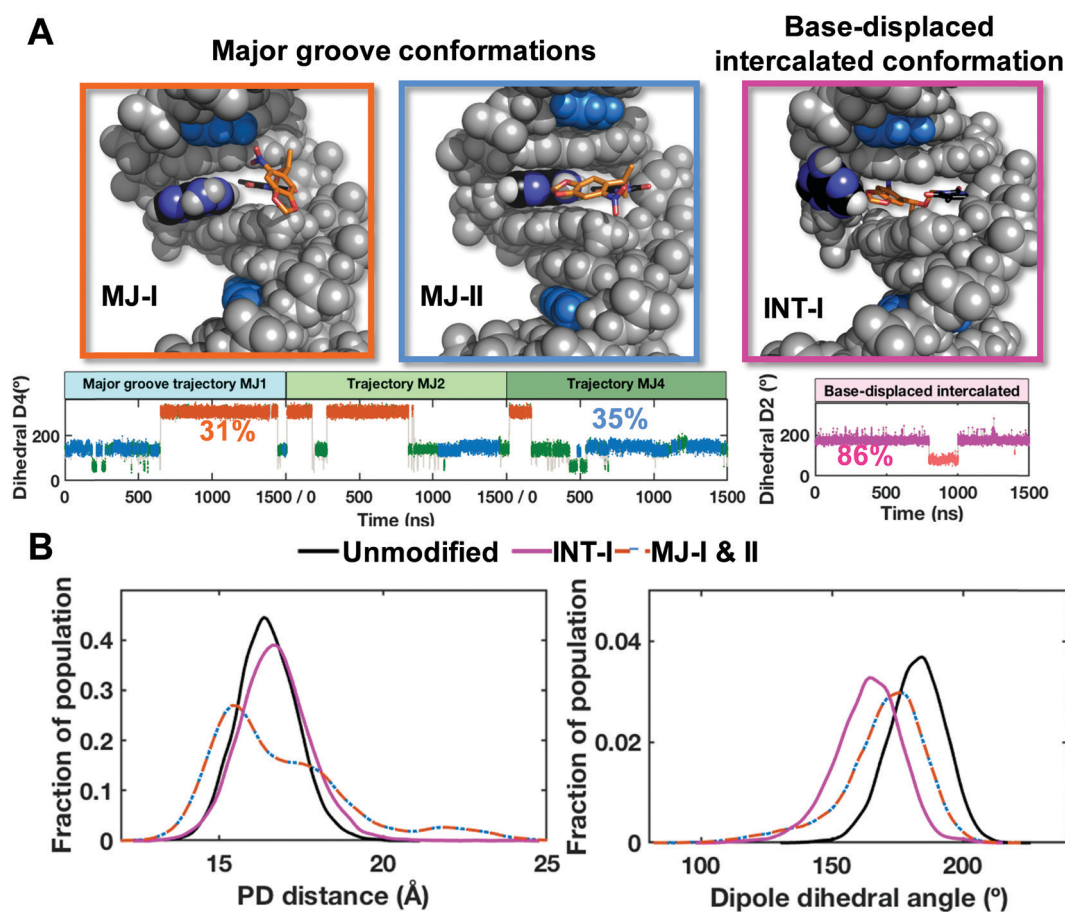 A
Major groove conformations
Base-displaced
intercalated conformation
MJ-I
MJ-II
INT-I
Major groove trajectory MJ1
Trajectory MJ2
Trajectory MJ4
Dihedral D4(º)
200
0
31%
35%
0
500
1000
1500 / 0
500
1000
1500 / 0
500
1000
1500
Time (ns)
Base-displaced intercalated
Dihedral D2 (º)
200
0
86%
0
500
1000
1500
Time (ns)
B
Unmodified
INT-I
MJ-I & II
Fraction of population
0.4
0.3
0.2
0.1
0
15
20
25
PD distance (Å)
Fraction of population
0.04
0.02
0
100
150
200
Dipole dihedral angle (º)